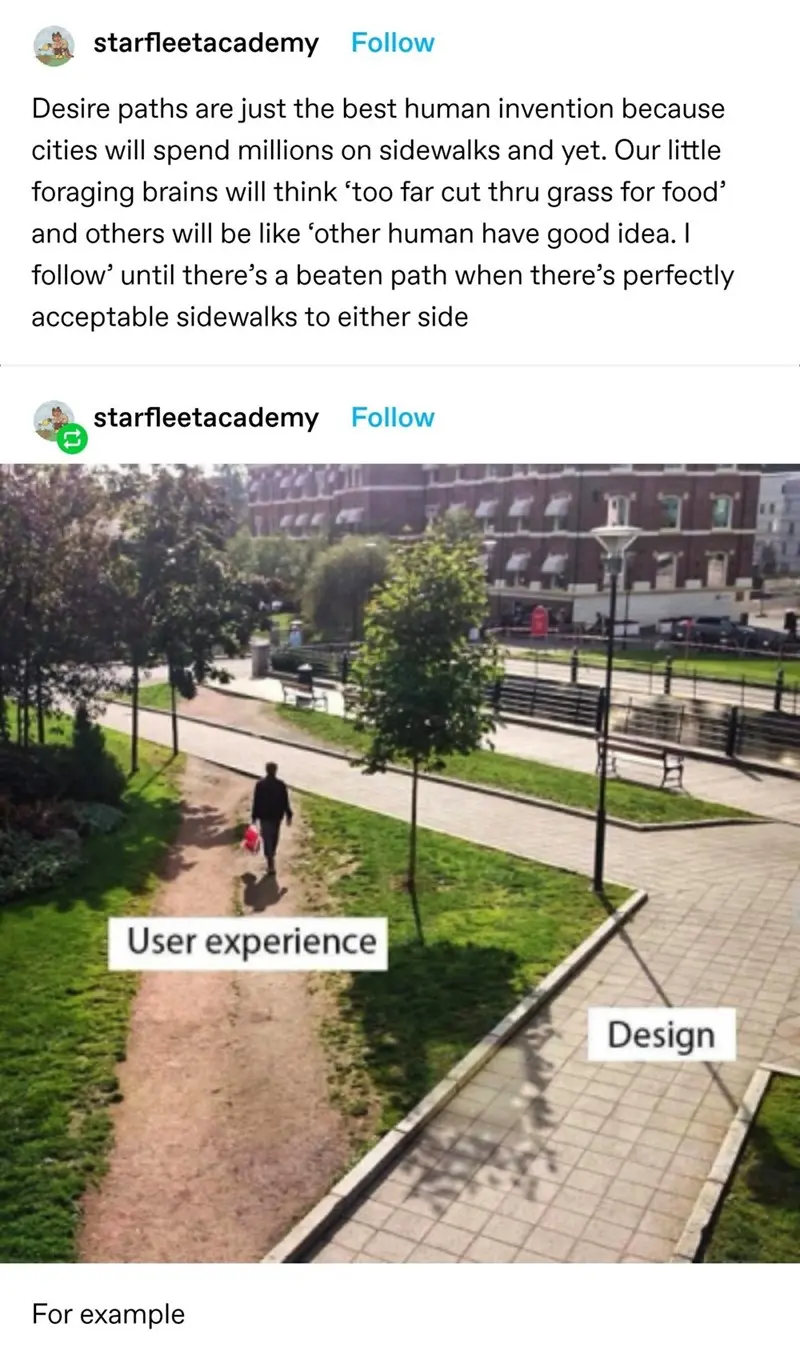 starfleetacademy Follow
Desire paths are just the best human invention because
cities will spend millions on sidewalks and yet. Our little
foraging brains will think ‘too far cut thru grass for food’
and others will be like ‘other human have good idea. I
follow’ until there’s a beaten path when there’s perfectly
acceptable sidewalks to either side
starfleetacademy Follow
User experience
Design
For example